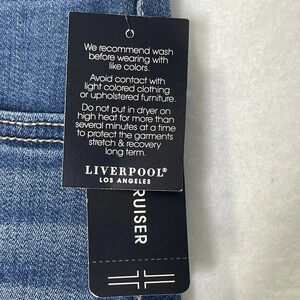 We recommend wash
before wearing with
like colors.
Avoid contact with
light colored clothing
or upholstered furniture.
Do not put in dryer on
high heat for more than
several minutes at a time
to protect the garments
stretch & recovery
long term.
LIVERPOOL®
LOS ANGELES
RUISER